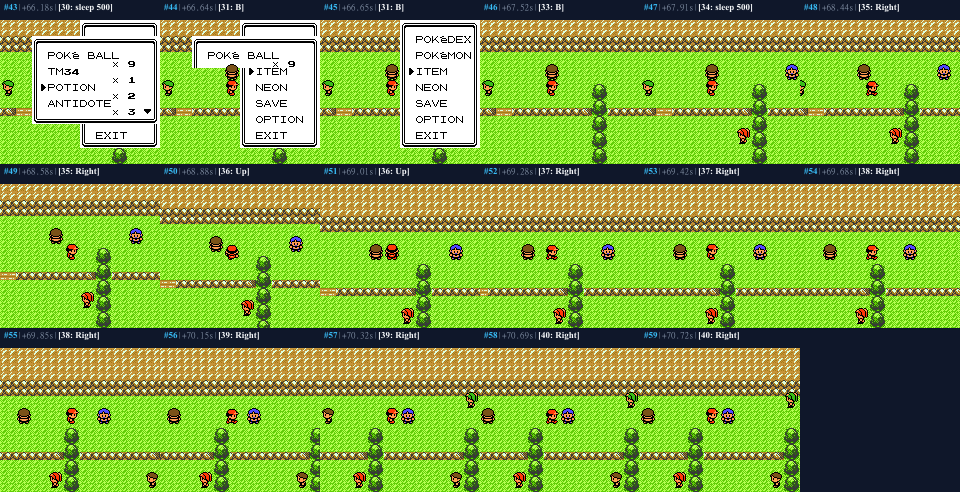 #43|+66.18s| [30: sleep 500]
#44|+66.64s| [31: B]
#45|+66.65s| [31: B]
#46|+67.52s| [33: B]
#47|+67.91s| [34: sleep 500]
#48|+68.44s| [35: Right]
POKé BALL
× 9
TM34
× 1
▶POTION
× 2
ANTIDOTE
× 3 ▼
EXIT
POKé BALL
× 9
▶ITEM
NEON
SAVE
OPTION
EXIT
POKéDEX
POKéMON
▶ITEM
NEON
SAVE
OPTION
EXIT
#49|+68.58s| [35: Right]
#50|+68.88s| [36: Up]
#51|+69.01s| [36: Up]
#52|+69.28s| [37: Right]
#53|+69.42s| [37: Right]
#54|+69.68s| [38: Right]
#55|+69.85s| [38: Right]
#56|+70.15s| [39: Right]
#57|+70.32s| [39: Right]
#58|+70.69s| [40: Right]
#59|+70.72s| [40: Right]